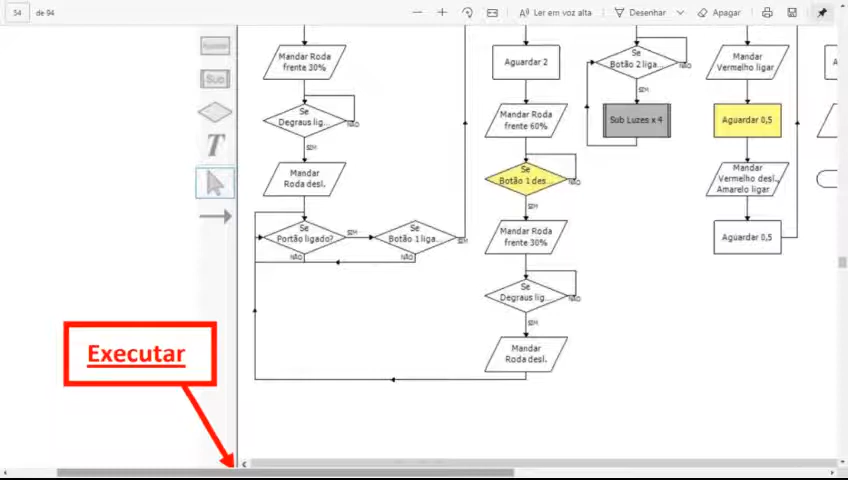 54
de 94
Ler em voz alta
Desenhar
Apagar
Sub
T
Mandar Roda
frente 30%
Se
Degraus lig...
NÃO
SIM
Mandar
Roda desl.
Se
Portão ligado?
SIM
NÃO
Se
Botão 1 liga...
SIM
NÃO
Aguardar 2
Mandar Roda
frente 60%
Se
Botão 1 des...
NÃO
SIM
Mandar Roda
frente 30%
Se
Degraus lig...
NÃO
SIM
Mandar
Roda desl.
Se
Botão 2 liga...
NÃO
SIM
Sub Luzes x 4
Mandar
Vermelho ligar
Aguardar 0,5
Mandar
Vermelho desl.,
Amarelo ligar
Aguardar 0,5
A
Executar